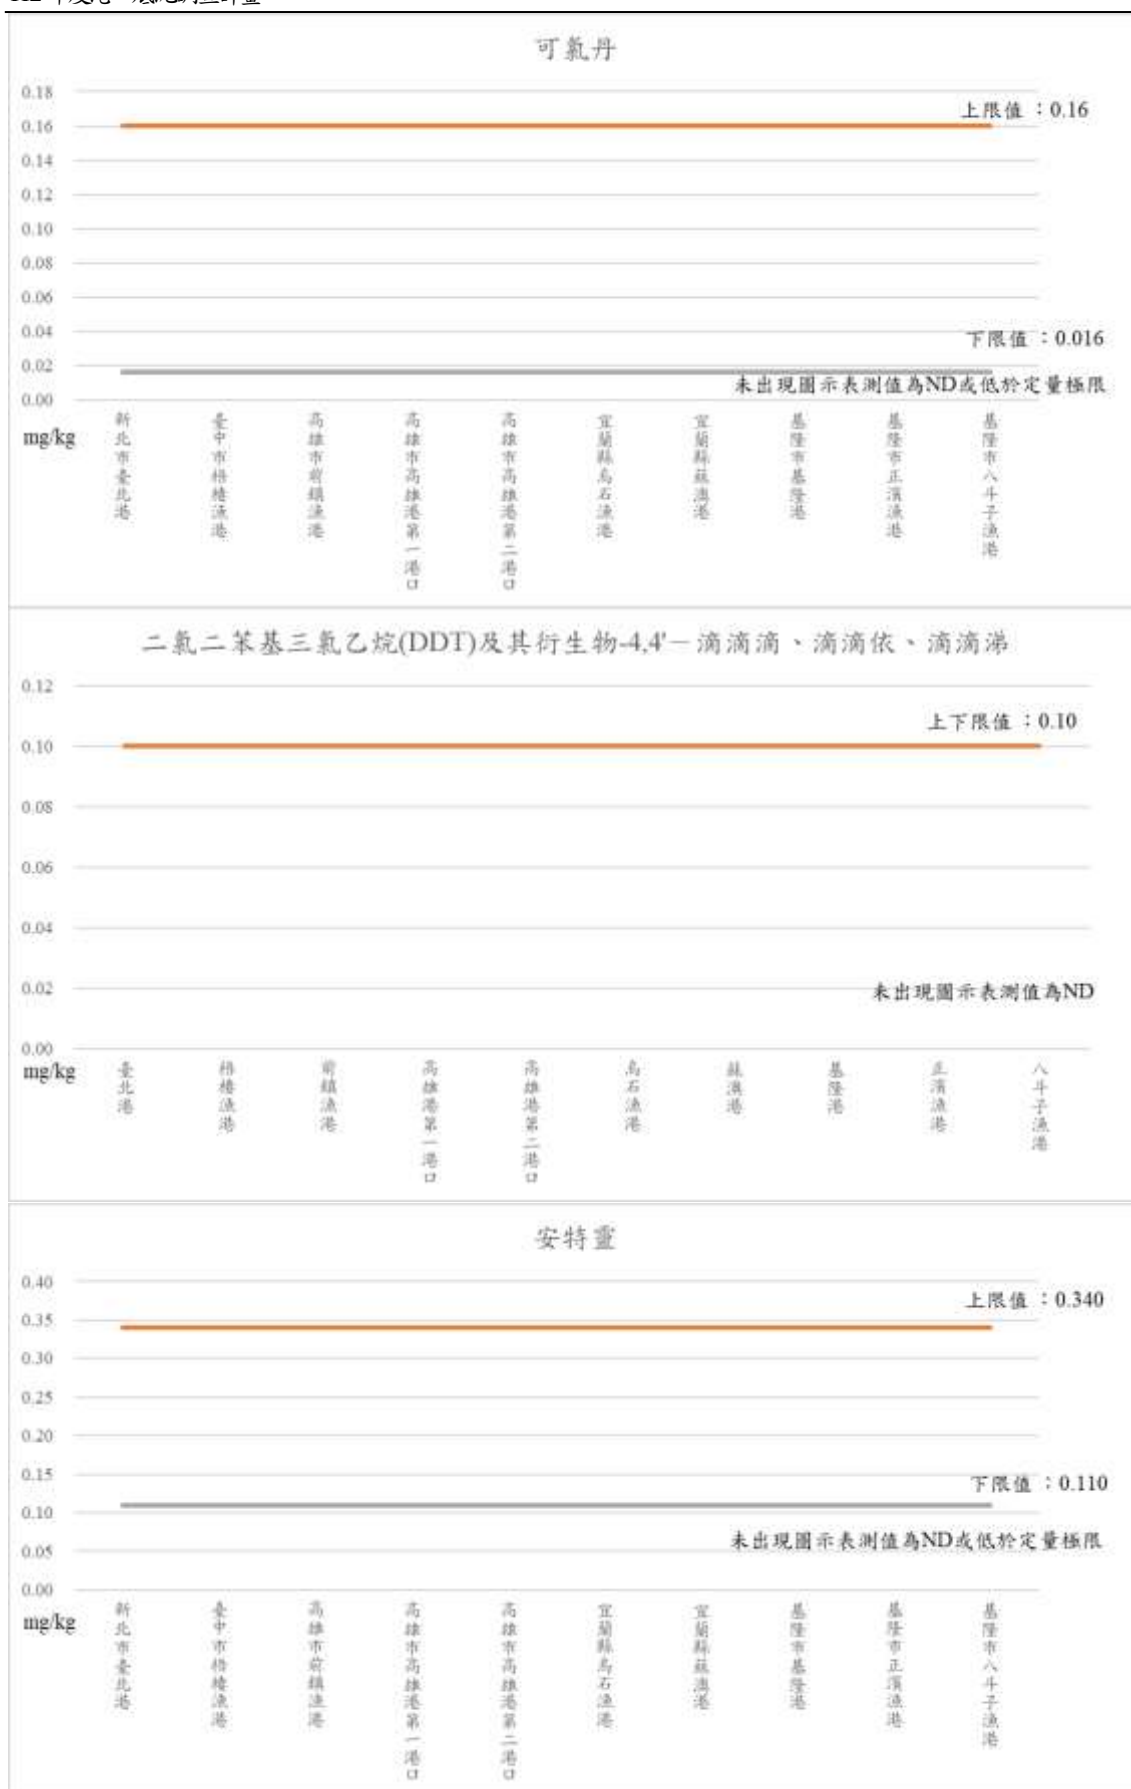 可氯丹
0.18
0.16
0.14
0.12
0.10
0.08
0.06
0.04
0.02
0.00
上限值：0.16
下限值：0.016
未出現圖示表測值為ND或低於定量極限
mg/kg
新北市臺北港
臺中市梧棲漁港
高雄市前鎮漁港
高雄市高雄港第一港口
高雄市高雄港第二港口
宜蘭縣烏石漁港
宜蘭縣蘇澳港
基隆市基隆港
基隆市正濱漁港
基隆市八斗子漁港
二氯二苯基三氯乙烷(DDT)及其衍生物-4,4'－滴滴滴、滴滴依、滴滴涕
0.12
0.10
0.08
0.06
0.04
0.02
0.00
上下限值：0.10
未出現圖示表測值為ND
mg/kg
臺北港
梧棲漁港
前鎮漁港
高雄港第一港口
高雄港第二港口
烏石漁港
蘇澳港
基隆港
正濱漁港
八斗子漁港
安特靈
0.40
0.35
0.30
0.25
0.20
0.15
0.10
0.05
0.00
上限值：0.340
下限值：0.110
未出現圖示表測值為ND或低於定量極限
mg/kg
新北市臺北港
臺中市梧棲漁港
高雄市前鎮漁港
高雄市高雄港第一港口
高雄市高雄港第二港口
宜蘭縣烏石漁港
宜蘭縣蘇澳港
基隆市基隆港
基隆市正濱漁港
基隆市八斗子漁港